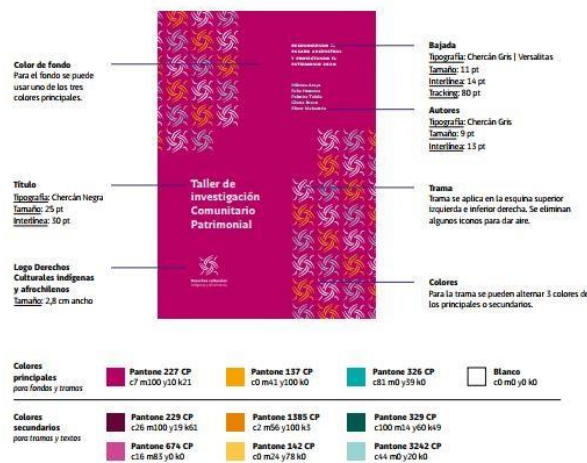 Color de fondo
Para el fondo se puede
usar uno de los tres
colores principales.
Título
Tipografía: Chercán Negra
Tamaño: 25 pt
Interlínea: 30 pt
Logo Derechos
Culturales indígenas
y afrochilenos
Tamaño: 2,8 cm ancho
Taller de
investigación
Comunitario
Patrimonial
Bajada
Tipografía: Chercán Gris | Versalitas
Tamaño: 11 pt
Interlínea: 14 pt
Tracking: 80 pt
Autores
Tipografía: Chercán Gris
Tamaño: 9 pt
Interlínea: 13 pt
Trama
Trama se aplica en la esquina superior
izquierda e inferior derecha. Se eliminan
algunos iconos para dar aire.
Colores
Para la trama se pueden alternar 3 colores de
los principales o secundarios.
Colores
principales
para fondos y tramas
Pantone 227 CP
c7 m100 y10 k21
Pantone 137 CP
c0 m41 y100 k0
Pantone 326 CP
c81 m0 y39 k0
Blanco
c0 m0 y0 k0
Colores
secundarios
para tramas y textos
Pantone 229 CP
c26 m100 y19 k61
Pantone 1385 CP
c2 m56 y100 k3
Pantone 329 CP
c100 m14 y60 k49
Pantone 674 CP
c16 m83 y0 k0
Pantone 142 CP
c0 m24 y78 k0
Pantone 3242 CP
c44 m0 y20 k0